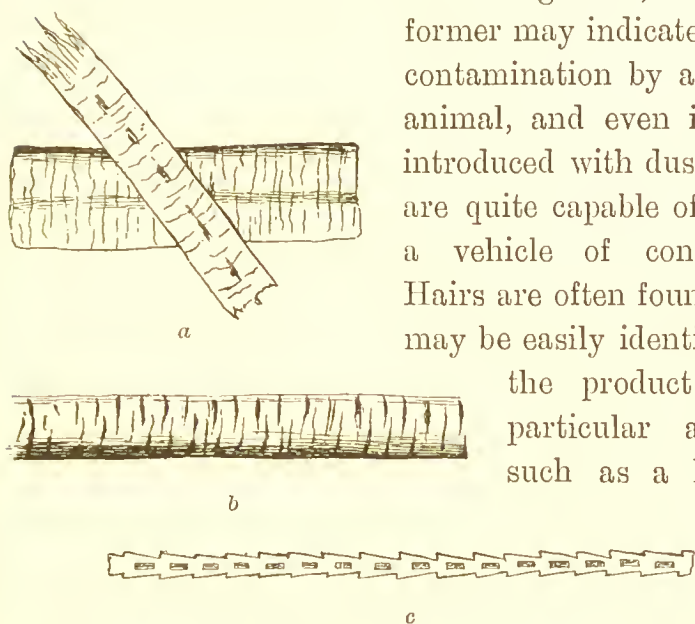 former may indicate
contamination by a
animal, and even i
introduced with dus
are quite capable of
a vehicle of con
Hairs are often foun
may be easily identi
the product
particular a
such as a
a
b
c